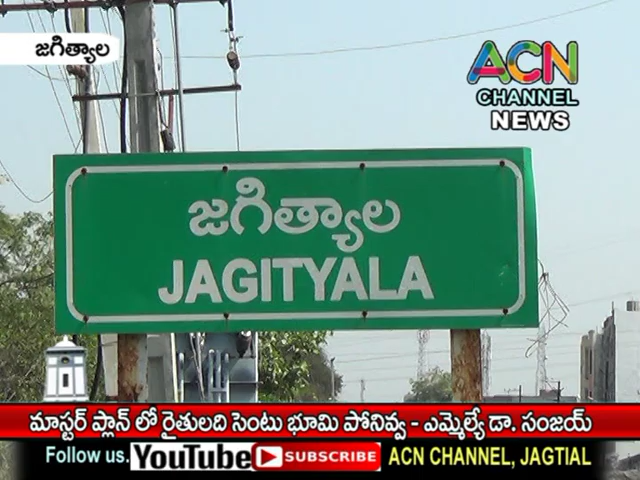 జగిత్యాల
ACN
CHANNEL
NEWS
జగిత్యాల
JAGITYALA
మాస్టర్ ప్లాన్ లో రైతులది సెంటు భూమి పోనివ్వ - ఎమ్మెల్యే డా. సంజయ్
Follow us. YouTube SUBSCRIBE ACN CHANNEL, JAGTIAL